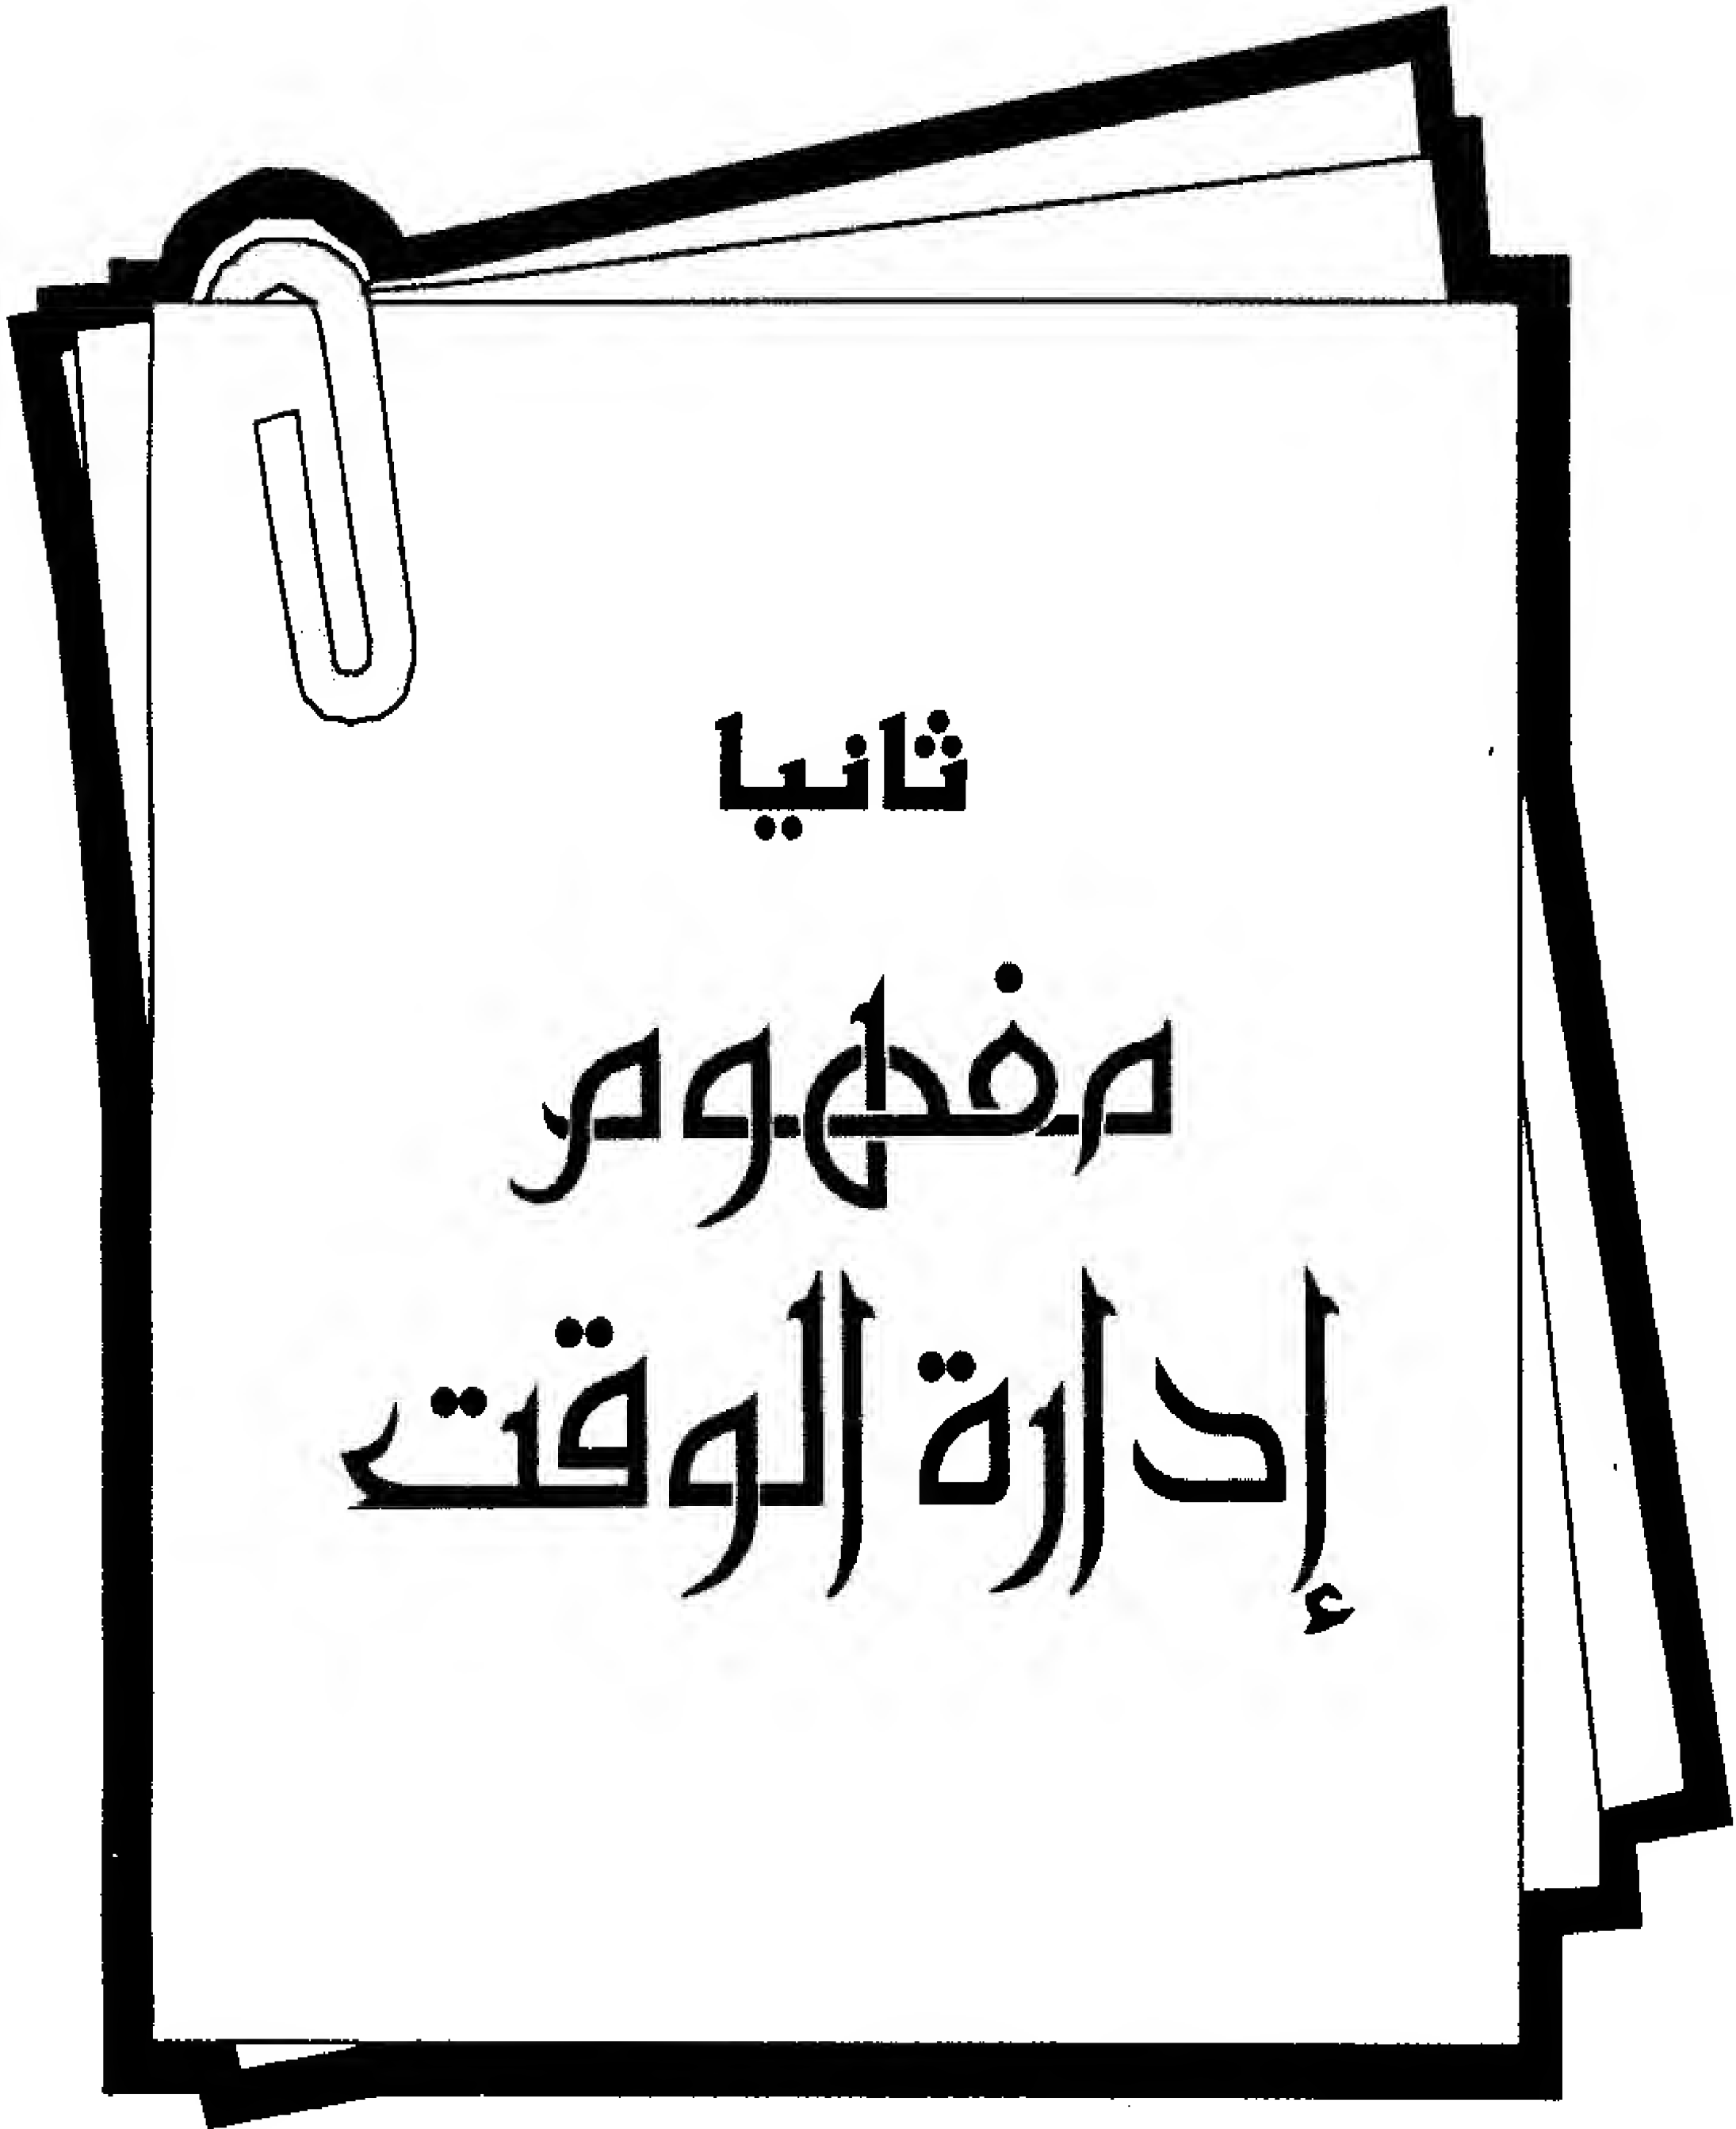 ثانيا
مفهوم
إدارة الوقت